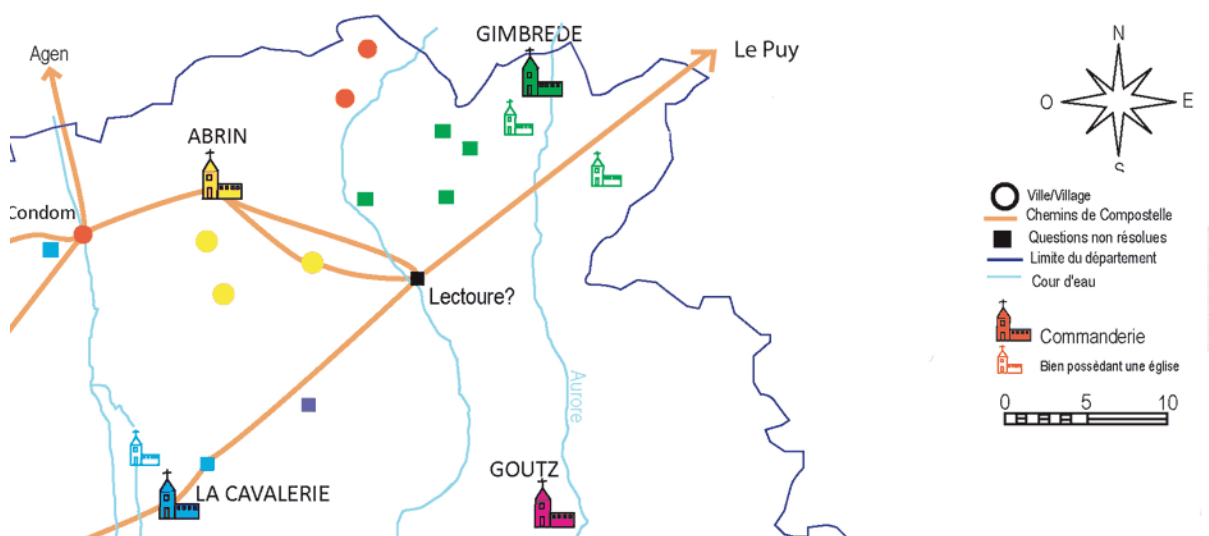 GIMBREDE
Agen
Le Puy
N
O
E
S
ABRIN
Condom
Ville/Village
Chemins de Compostelle
Questions non résolues
Limite du département
Cour d'eau
Lectoure?
Commanderie
Bien possèdant une église
0 5 10
Aurore
GOUTZ
LA CAVALERIE